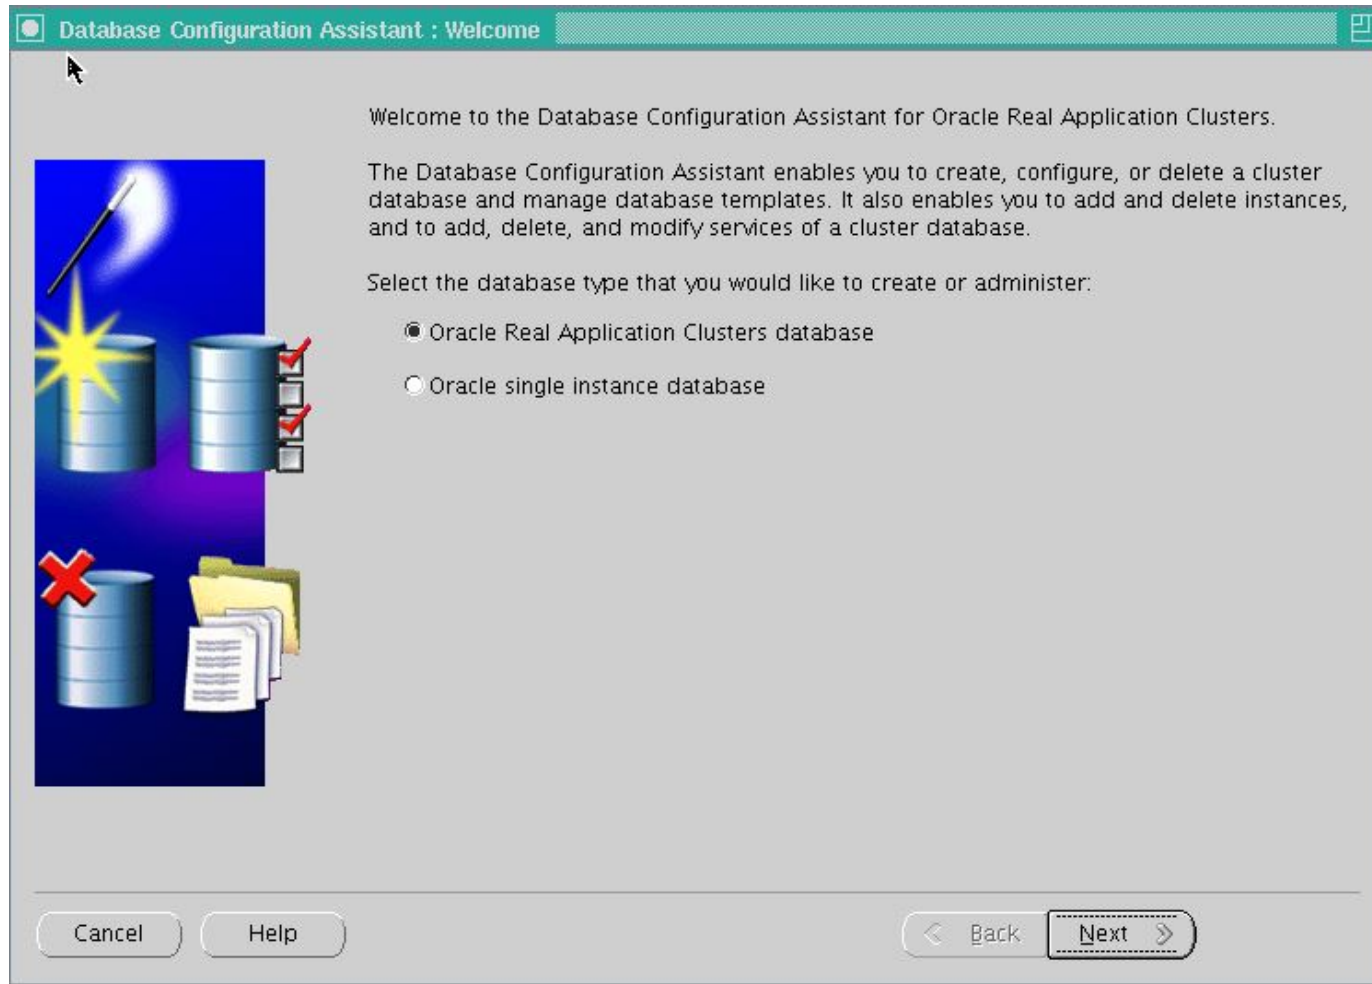 Database Configuration Assistant : Welcome
Welcome to the Database Configuration Assistant for Oracle Real Application Clusters.
The Database Configuration Assistant enables you to create, configure, or delete a cluster
database and manage database templates. It also enables you to add and delete instances,
and to add, delete, and modify services of a cluster database.
Select the database type that you would like to create or administer:
Oracle Real Application Clusters database
Oracle single instance database
Cancel Help Back Next